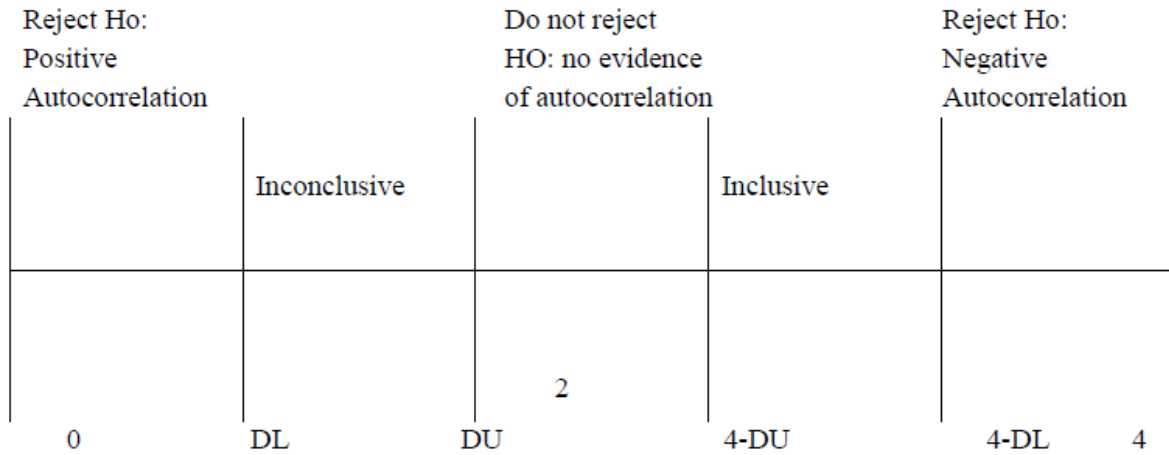 Reject Ho:
Positive
Autocorrelation
Do not reject
HO: no evidence
of autocorrelation
Reject Ho:
Negative
Autocorrelation
Inconclusive
Inclusive
2
0
DL
DU
4-DU
4-DL
4